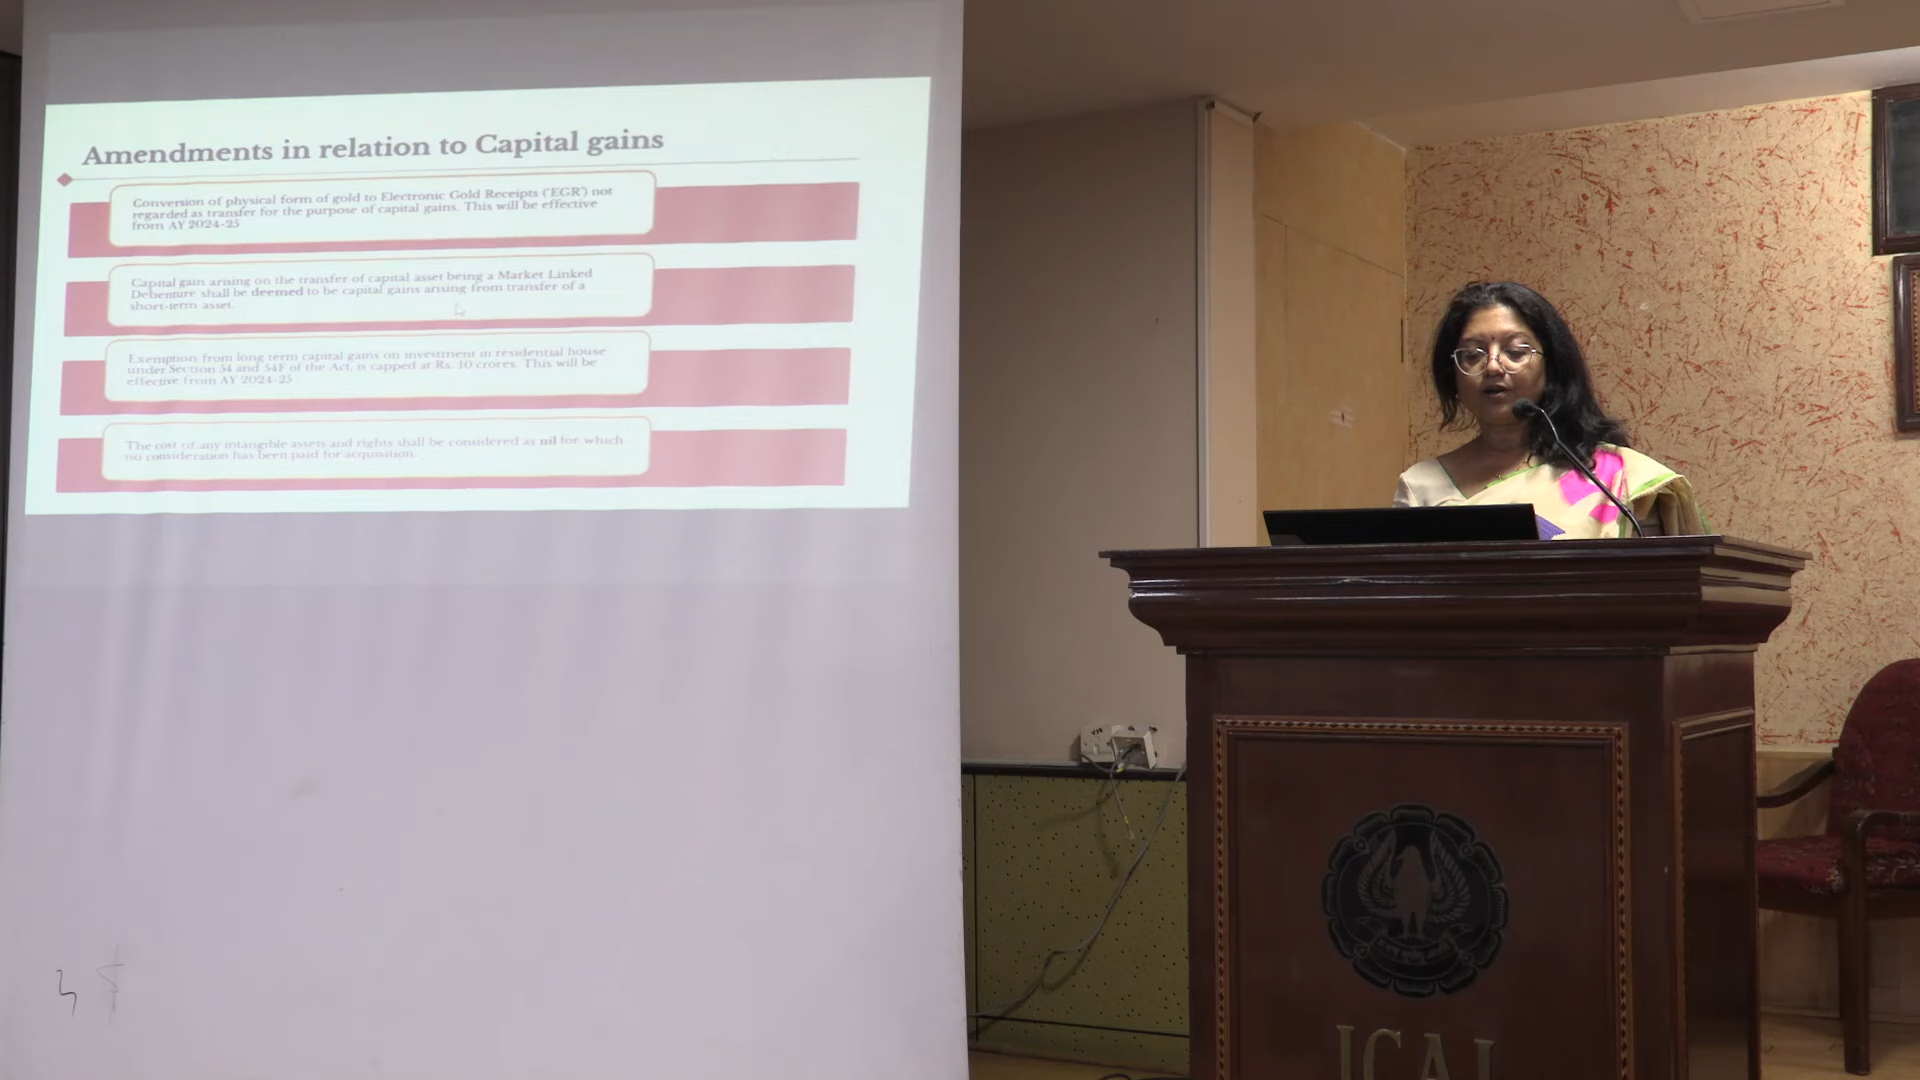 Amendments in relation to Capital gains
Conversion of physical form of gold to Electronic Gold Receipts ('EGR') not
regarded as transfer for the purpose of capital gains. This will be effective
from AY 2024-25
Capital gain arising on the transfer of capital asset being a Market Linked
Debenture shall be deemed to be capital gains arising from transfer of a
short-term asset.
Exemption from long term capital gains on investment in residential house
under Section 54 and 54F of the Act, is capped at Rs. 10 crores. This will be
effective from AY 2024-25
The cost of any intangible assets and rights shall be considered as nil for which
no consideration has been paid for acquisition.
ICAI